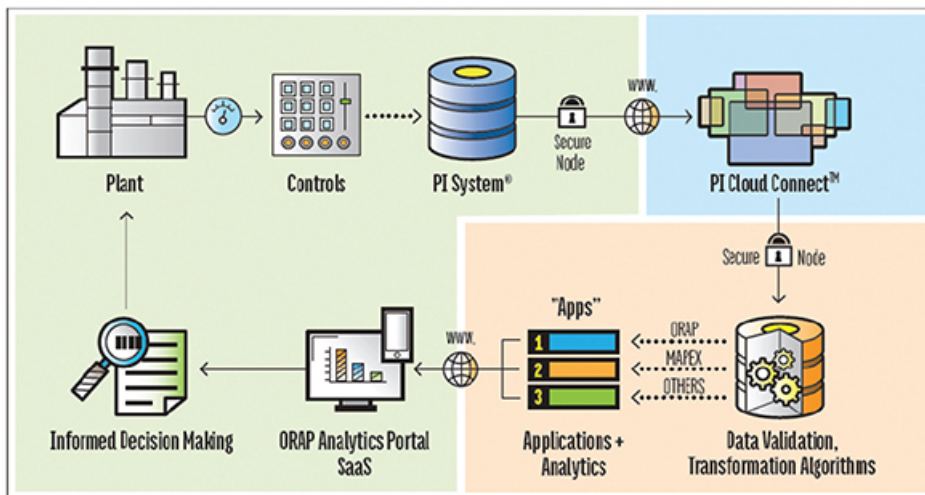 WWW.
Secure
Node
Plant
Controls
PI System®
PI Cloud Connect™
Secure Node
"Apps"
1
2
3
ORAP
MAPEX
OTHERS
WWW.
Informed Decision Making
ORAP Analytics Portal
SaaS
Applications +
Analytics
Data Validation,
Transformation Algorithms